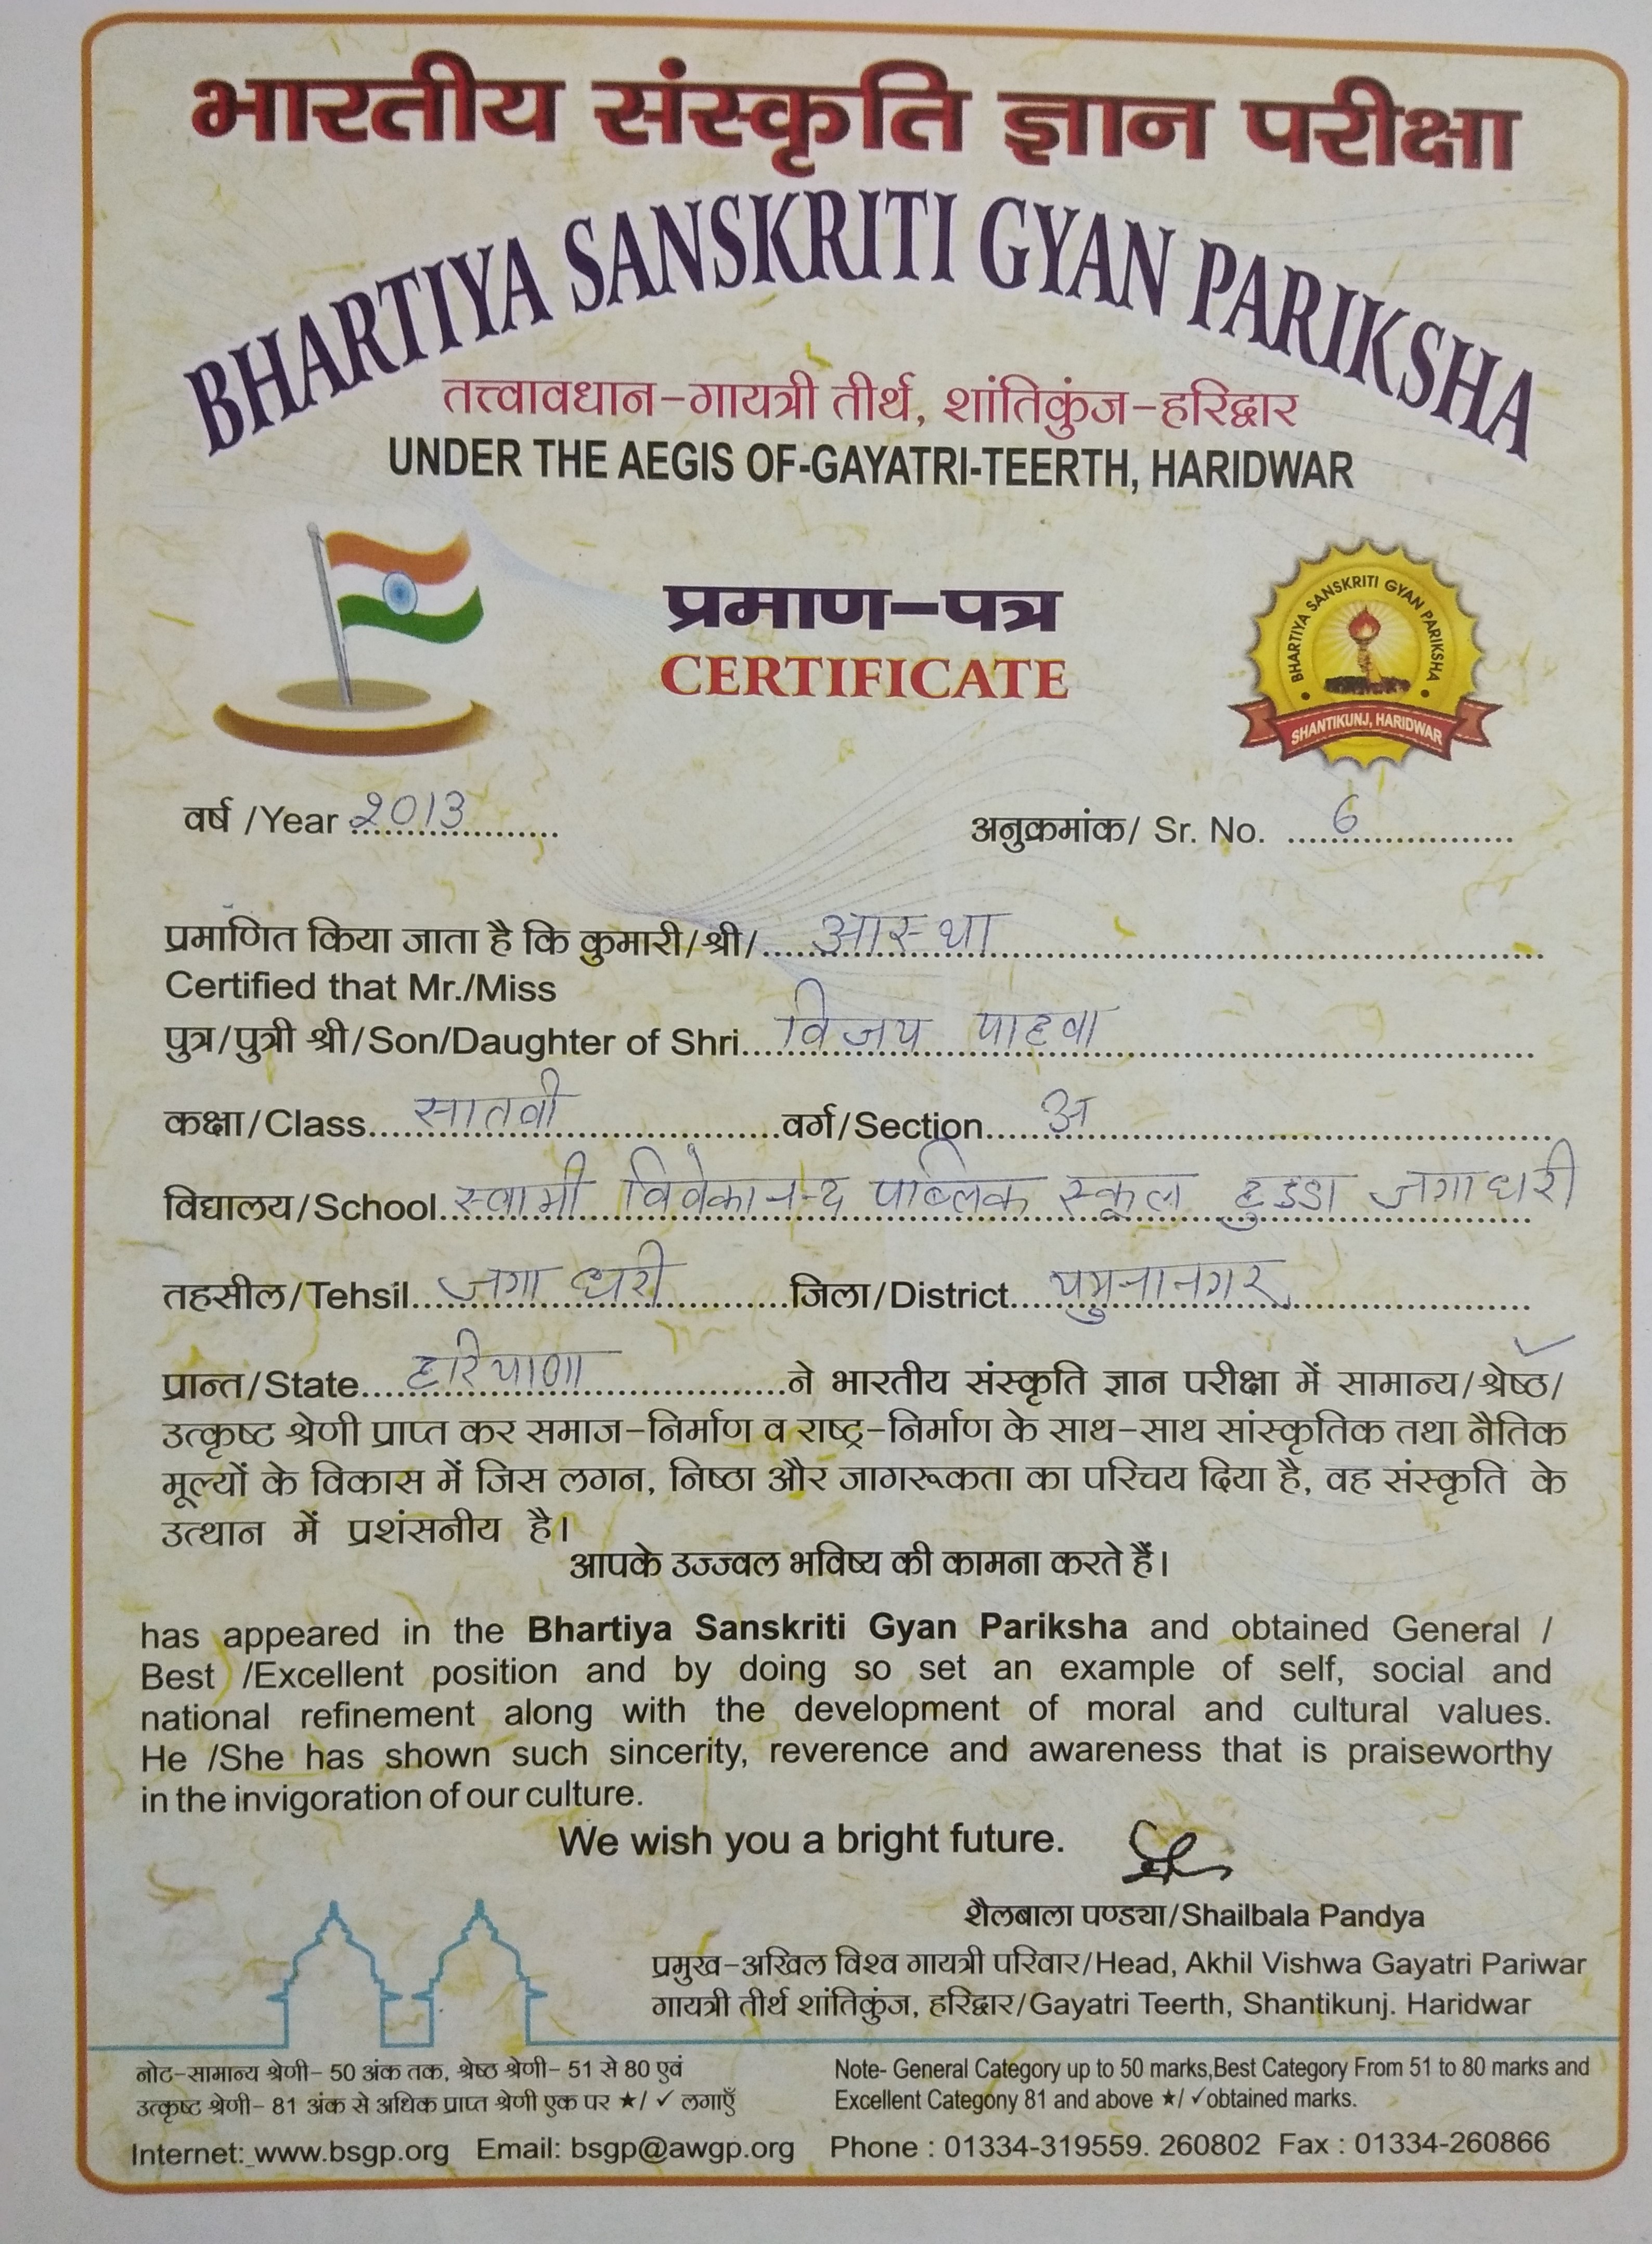 भारतीय संस्कृति ज्ञान परीक्षा
BHARTIYA SANSKRITI GYAN PARIKSHA
तत्त्वावधान-गायत्री तीर्थ, शांतिकुंज-हरिद्वार
UNDER THE AEGIS OF-GAYATRI-TEERTH, HARIDWAR
प्रमाण-पत्र
CERTIFICATE
BHARTIYA SANSKRITI GYAN PARIKSHA
SHANTIKUNJ, HARIDWAR
वर्ष /Year 2013 अनुक्रमांक/ Sr. No. 6
प्रमाणित किया जाता है कि कुमारी/श्री/ आस्था
Certified that Mr./Miss
पुत्र/पुत्री श्री/Son/Daughter of Shri विजय पाहवा
कक्षा/Class सातवी वर्ग/Section अ
विद्यालय/School स्वामी विवेकानन्द पब्लिक स्कूल हुडडा जगाधरी
तहसील/Tehsil जगाधरी जिला/District यमुनानगर
प्रान्त/State हरियाणा ने भारतीय संस्कृति ज्ञान परीक्षा में सामान्य/श्रेष्ठ/ ✓
उत्कृष्ट श्रेणी प्राप्त कर समाज-निर्माण व राष्ट्र-निर्माण के साथ-साथ सांस्कृतिक तथा नैतिक
मूल्यों के विकास में जिस लगन, निष्ठा और जागरूकता का परिचय दिया है, वह संस्कृति के
उत्थान में प्रशंसनीय है।
आपके उज्ज्वल भविष्य की कामना करते हैं।
has appeared in the Bhartiya Sanskriti Gyan Pariksha and obtained General /
Best /Excellent position and by doing so set an example of self, social and
national refinement along with the development of moral and cultural values.
He /She has shown such sincerity, reverence and awareness that is praiseworthy
in the invigoration of our culture.
We wish you a bright future.
शैलबाला पण्ड्या/Shailbala Pandya
प्रमुख-अखिल विश्व गायत्री परिवार/Head, Akhil Vishwa Gayatri Pariwar
गायत्री तीर्थ शांतिकुंज, हरिद्वार/Gayatri Teerth, Shantikunj. Haridwar
नोट-सामान्य श्रेणी- 50 अंक तक, श्रेष्ठ श्रेणी- 51 से 80 एवं
उत्कृष्ट श्रेणी- 81 अंक से अधिक प्राप्त श्रेणी एक पर ★/ ✓ लगाएँ
Note- General Category up to 50 marks,Best Category From 51 to 80 marks and
Excellent Categony 81 and above ★/ ✓obtained marks.
Internet: www.bsgp.org Email: bsgp@awgp.org Phone : 01334-319559. 260802 Fax : 01334-260866